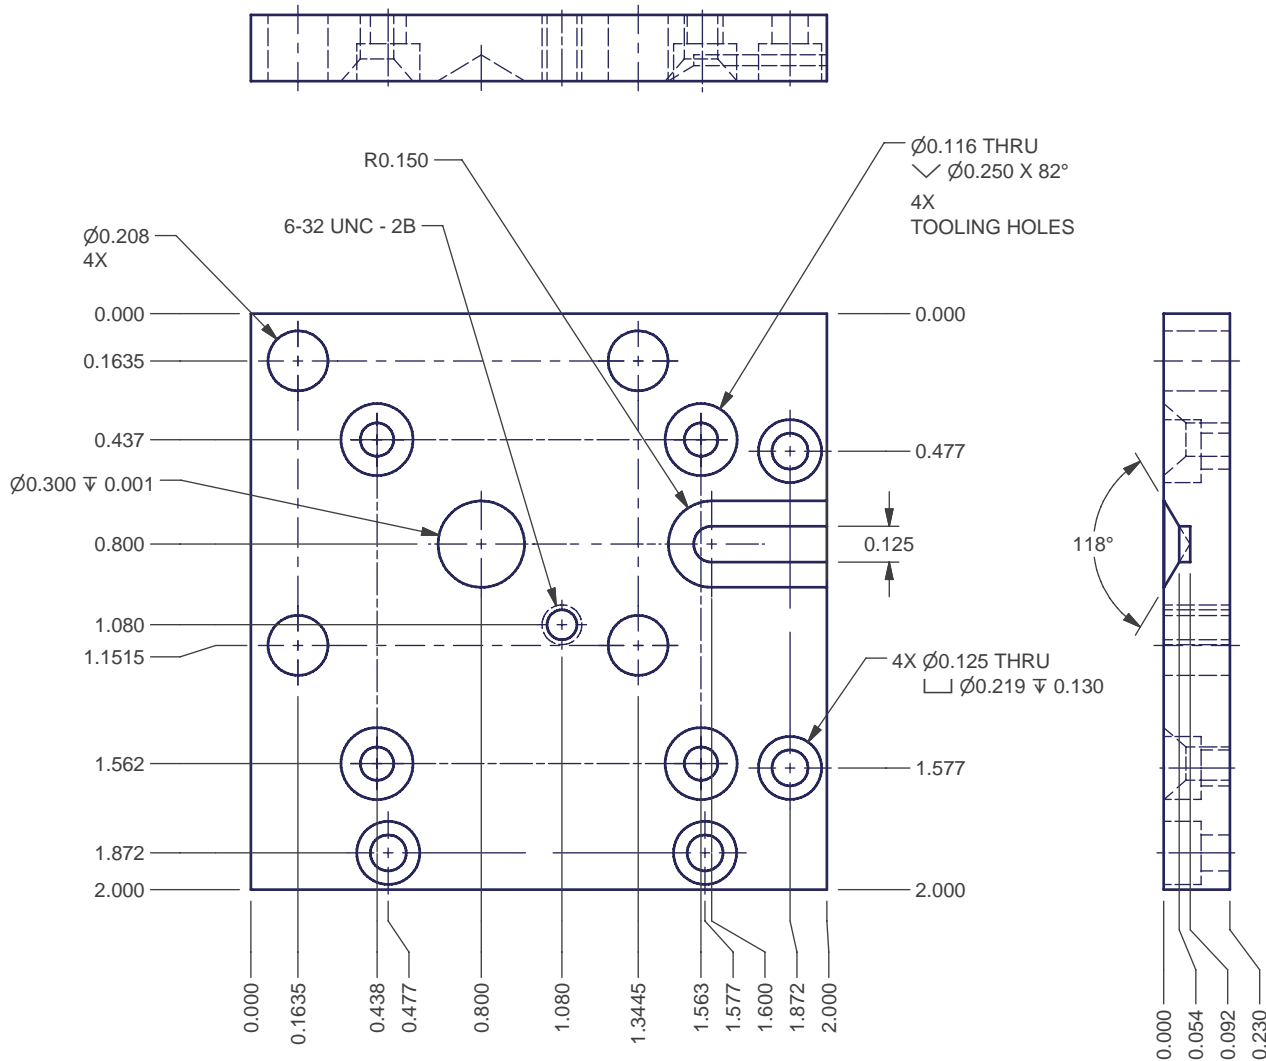 Ø0.116 THRU
⌵ Ø0.250 X 82°
4X
TOOLING HOLES
R0.150
6-32 UNC - 2B
Ø0.208
4X
0.000
0.1635
0.437
Ø0.300 ↧ 0.001
0.800
1.080
1.1515
1.562
1.872
2.000
0.000
0.477
0.125
4X Ø0.125 THRU
⌴ Ø0.219 ↧ 0.130
1.577
2.000
118°
0.000
0.1635
0.438
0.477
0.800
1.080
1.3445
1.563
1.577
1.600
1.872
2.000
0.000
0.054
0.092
0.230